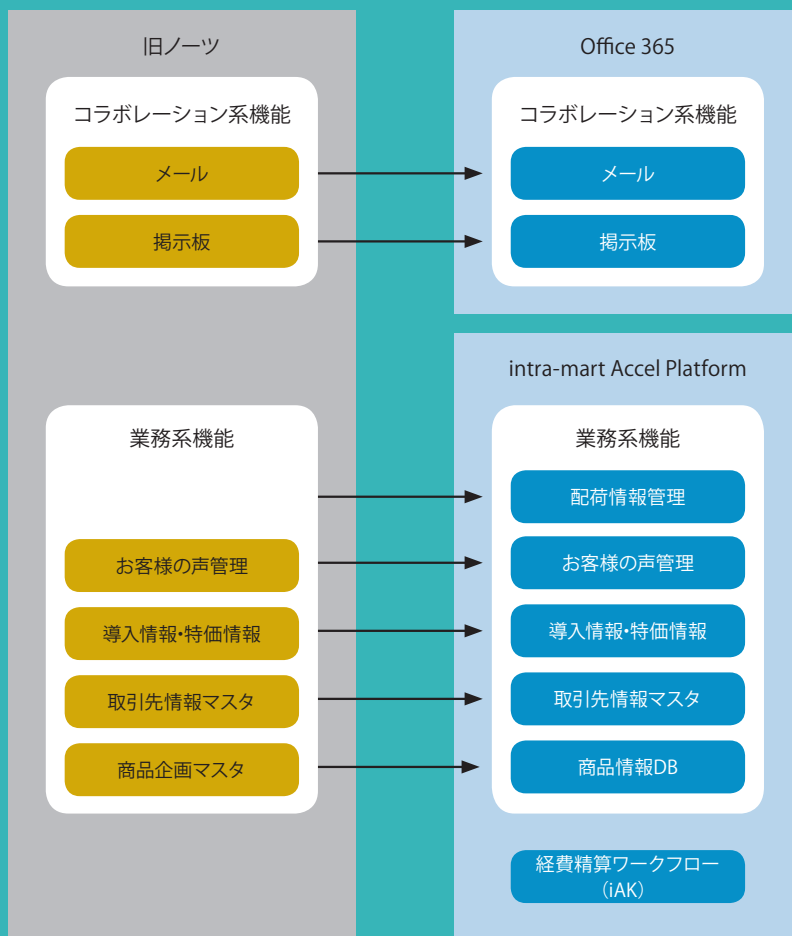 旧ノーツ
コラボレーション系機能
メール
掲示板
業務系機能
お客様の声管理
導入情報・特価情報
取引先情報マスタ
商品企画マスタ
Office 365
コラボレーション系機能
メール
掲示板
intra-mart Accel Platform
業務系機能
配荷情報管理
お客様の声管理
導入情報・特価情報
取引先情報マスタ
商品情報DB
経費精算ワークフロー
（iAK）